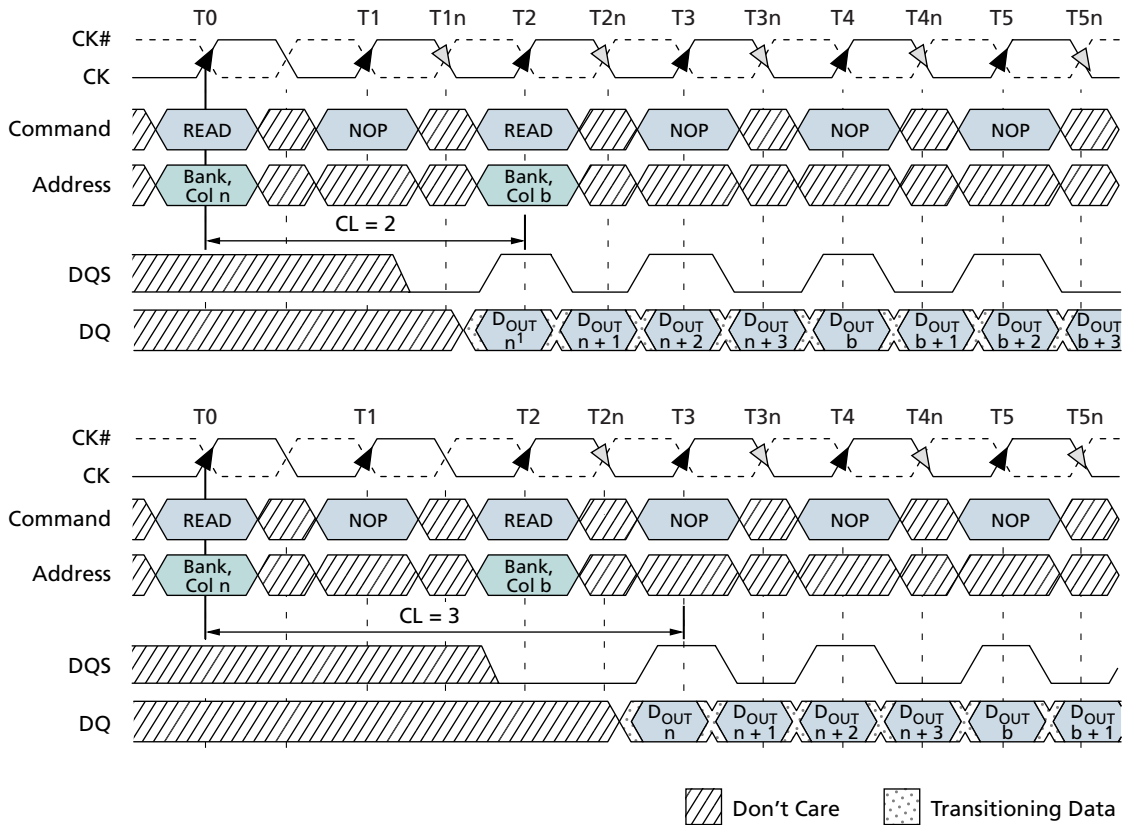 T0 T1 T1n T2 T2n T3 T3n T4 T4n T5 T5n
CK#
CK
Command READ NOP READ NOP NOP NOP
Address Bank, Col n Bank, Col b
CL = 2
DQS
DQ DOUT n1 DOUT n + 1 DOUT n + 2 DOUT n + 3 DOUT b DOUT b + 1 DOUT b + 2 DOUT b + 3
T0 T1 T2 T2n T3 T3n T4 T4n T5 T5n
CK#
CK
Command READ NOP READ NOP NOP NOP
Address Bank, Col n Bank, Col b
CL = 3
DQS
DQ DOUT n DOUT n + 1 DOUT n + 2 DOUT n + 3 DOUT b DOUT b + 1
Don't Care Transitioning Data